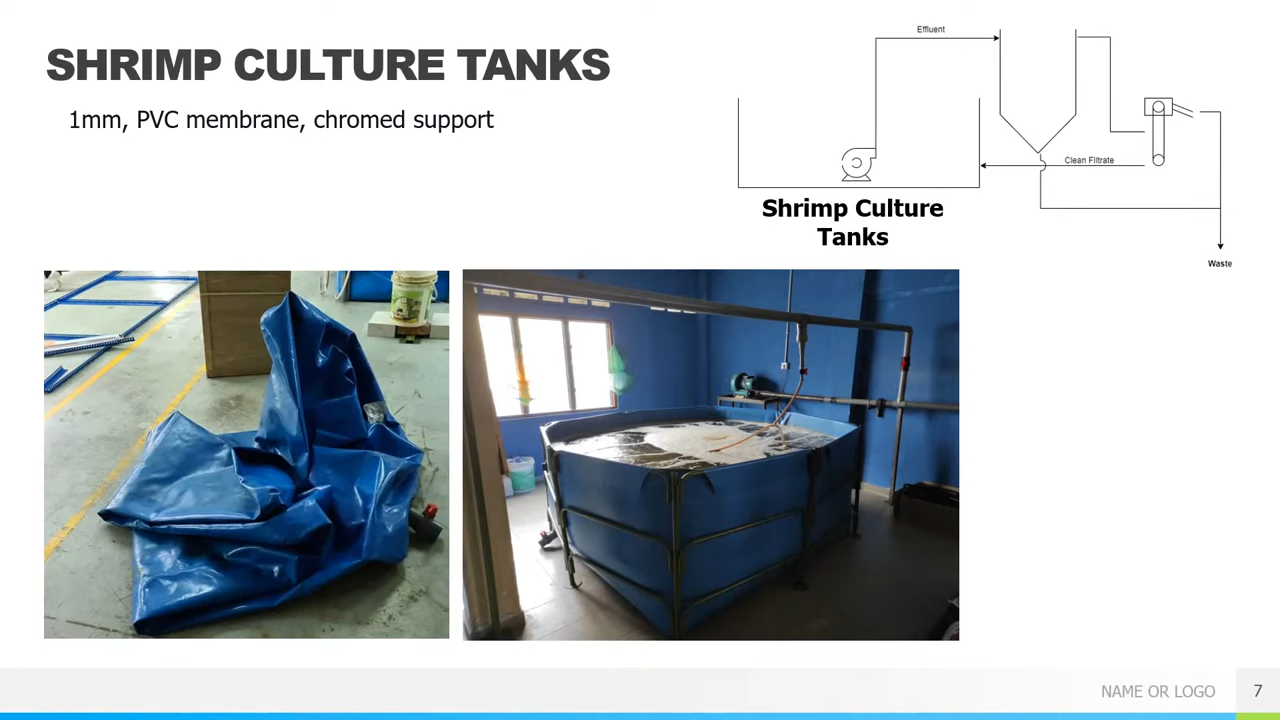 SHRIMP CULTURE TANKS
1mm, PVC membrane, chromed support
Effluent
Clean Filtrate
Shrimp Culture
Tanks
Waste
NAME OR LOGO
7